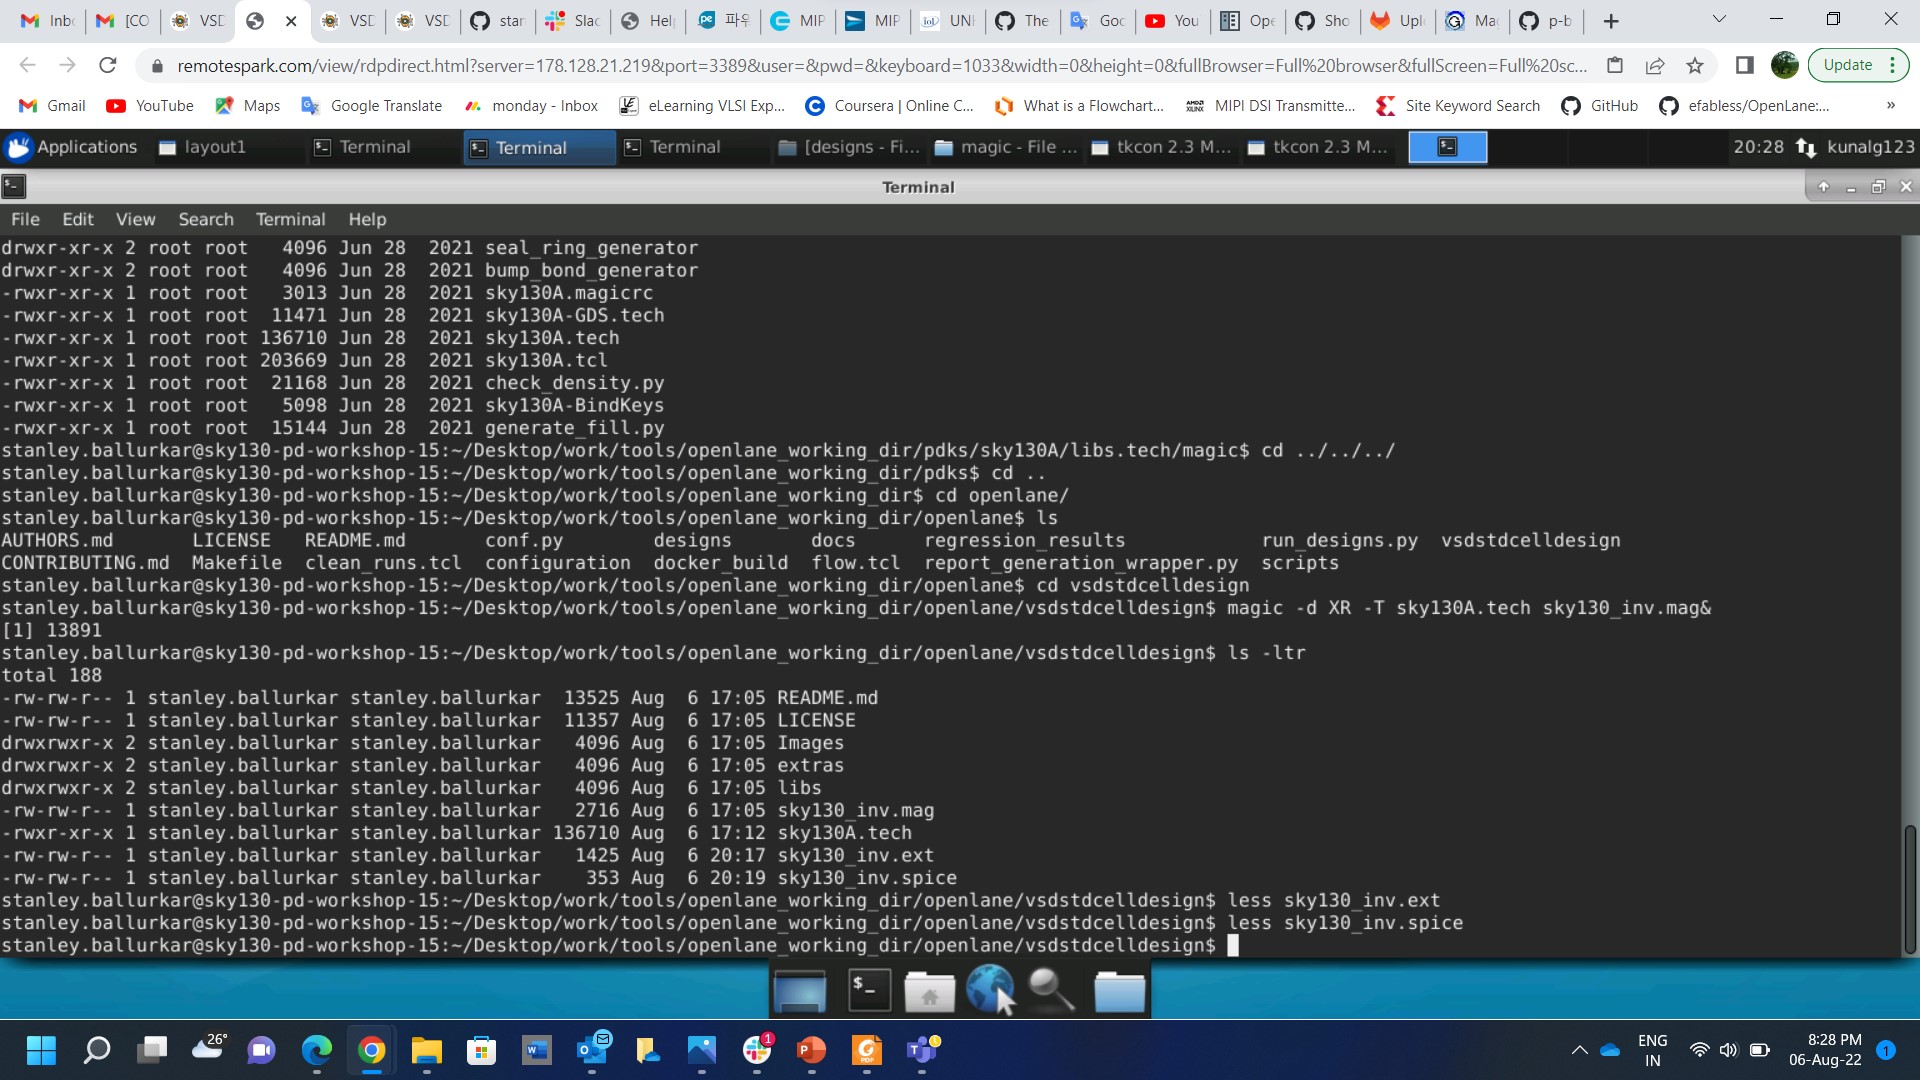 Inb
[CO
VSD
VSD
VSD
star
Slac
Help
파우
MIP
MIP
UNI
The
Goc
You
Ope
Sho
Upl
Ma
p-b
remotespark.com/view/rdpdirect.html?server=178.128.21.219&port=3389&user=&pwd=&keyboard=1033&width=0&height=0&fullBrowser=Full%20browser&fullScreen=Full%20sc...
Update
Gmail
YouTube
Maps
Google Translate
monday - Inbox
eLearning VLSI Exp...
Coursera | Online C...
What is a Flowchart...
MIPI DSI Transmitte...
Site Keyword Search
GitHub
efabless/OpenLane:...
»
Applications
layout1
Terminal
Terminal
Terminal
[designs - Fi...
magic - File ...
tkcon 2.3 M...
tkcon 2.3 M...
20:28
kunalg123
Terminal
File Edit View Search Terminal Help
drwxr-xr-x 2 root root   4096 Jun 28  2021 seal_ring_generator
drwxr-xr-x 2 root root   4096 Jun 28  2021 bump_bond_generator
-rwxr-xr-x 1 root root   3013 Jun 28  2021 sky130A.magicrc
-rwxr-xr-x 1 root root  11471 Jun 28  2021 sky130A-GDS.tech
-rwxr-xr-x 1 root root 136710 Jun 28  2021 sky130A.tech
-rwxr-xr-x 1 root root 203669 Jun 28  2021 sky130A.tcl
-rwxr-xr-x 1 root root  21168 Jun 28  2021 check_density.py
-rwxr-xr-x 1 root root   5098 Jun 28  2021 sky130A-BindKeys
-rwxr-xr-x 1 root root  15144 Jun 28  2021 generate_fill.py
stanley.ballurkar@sky130-pd-workshop-15:~/Desktop/work/tools/openlane_working_dir/pdks/sky130A/libs.tech/magic$ cd ../../../
stanley.ballurkar@sky130-pd-workshop-15:~/Desktop/work/tools/openlane_working_dir/pdks$ cd ..
stanley.ballurkar@sky130-pd-workshop-15:~/Desktop/work/tools/openlane_working_dir$ cd openlane/
stanley.ballurkar@sky130-pd-workshop-15:~/Desktop/work/tools/openlane_working_dir/openlane$ ls
AUTHORS.md       LICENSE   README.md       conf.py        designs       docs      regression_results            run_designs.py  vsdstdcelldesign
CONTRIBUTING.md  Makefile  clean_runs.tcl  configuration  docker_build  flow.tcl  report_generation_wrapper.py  scripts
stanley.ballurkar@sky130-pd-workshop-15:~/Desktop/work/tools/openlane_working_dir/openlane$ cd vsdstdcelldesign
stanley.ballurkar@sky130-pd-workshop-15:~/Desktop/work/tools/openlane_working_dir/openlane/vsdstdcelldesign$ magic -d XR -T sky130A.tech sky130_inv.mag&
[1] 13891
stanley.ballurkar@sky130-pd-workshop-15:~/Desktop/work/tools/openlane_working_dir/openlane/vsdstdcelldesign$ ls -ltr
total 188
-rw-rw-r-- 1 stanley.ballurkar stanley.ballurkar  13525 Aug  6 17:05 README.md
-rw-rw-r-- 1 stanley.ballurkar stanley.ballurkar  11357 Aug  6 17:05 LICENSE
drwxrwxr-x 2 stanley.ballurkar stanley.ballurkar   4096 Aug  6 17:05 Images
drwxrwxr-x 2 stanley.ballurkar stanley.ballurkar   4096 Aug  6 17:05 extras
drwxrwxr-x 2 stanley.ballurkar stanley.ballurkar   4096 Aug  6 17:05 libs
-rw-rw-r-- 1 stanley.ballurkar stanley.ballurkar   2716 Aug  6 17:05 sky130_inv.mag
-rwxr-xr-x 1 stanley.ballurkar stanley.ballurkar 136710 Aug  6 17:12 sky130A.tech
-rw-rw-r-- 1 stanley.ballurkar stanley.ballurkar   1425 Aug  6 20:17 sky130_inv.ext
-rw-rw-r-- 1 stanley.ballurkar stanley.ballurkar    353 Aug  6 20:19 sky130_inv.spice
stanley.ballurkar@sky130-pd-workshop-15:~/Desktop/work/tools/openlane_working_dir/openlane/vsdstdcelldesign$ less sky130_inv.ext
stanley.ballurkar@sky130-pd-workshop-15:~/Desktop/work/tools/openlane_working_dir/openlane/vsdstdcelldesign$ less sky130_inv.spice
stanley.ballurkar@sky130-pd-workshop-15:~/Desktop/work/tools/openlane_working_dir/openlane/vsdstdcelldesign$
26°
1
ENG
IN
8:28 PM
06-Aug-22
1